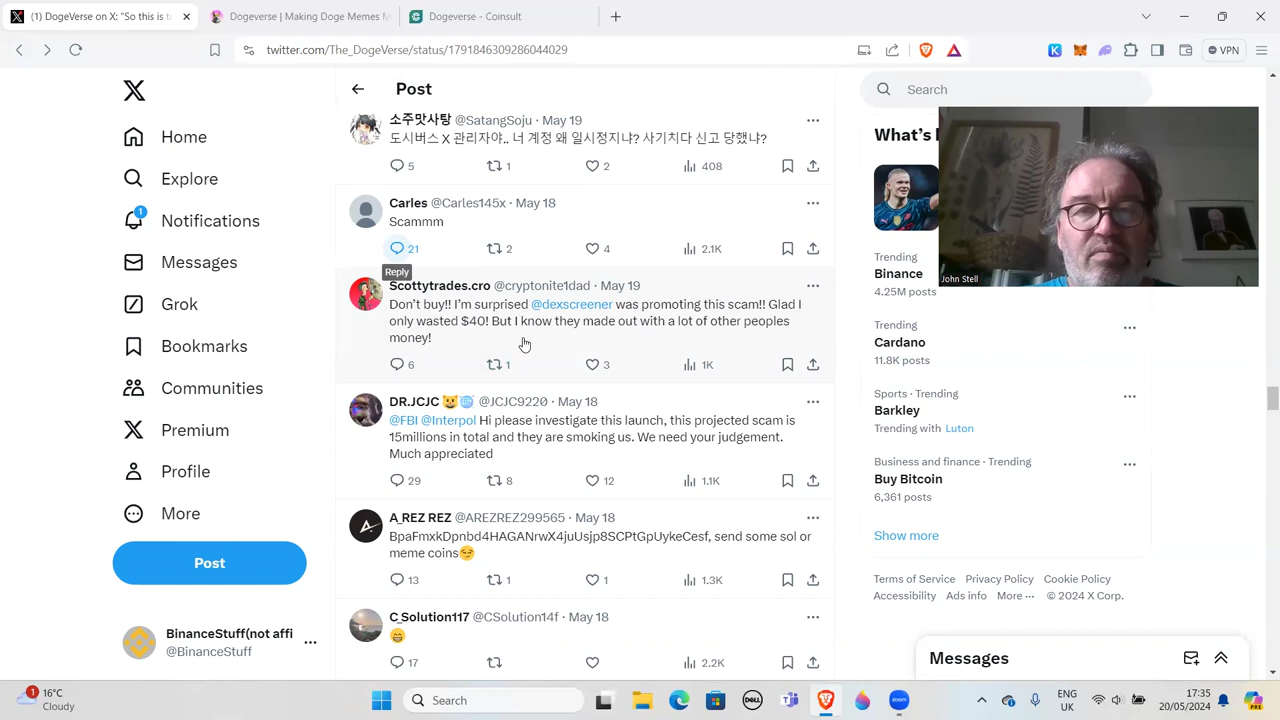 (1) DogeVerse on X: "So this is t
Dogeverse | Making Doge Memes M
Dogeverse - Coinsult
twitter.com/The_DogeVerse/status/1791846309286044029
VPN
Home
Explore
1
Notifications
Messages
Grok
Bookmarks
Communities
Premium
Profile
More
Post
BinanceStuff(not affi
@BinanceStuff
Post
소주맛사탕 @SatangSoju · May 19
도시버스 X 관리자야.. 너 계정 왜 일시정지냐? 사기치다 신고 당했냐?
5 1 2 408
Carles @Carles145x · May 18
Scammm
21 2 4 2.1K
Reply
Scottytrades.cro @cryptonite1dad · May 19
Don't buy!! I'm surprised @dexscreener was promoting this scam!! Glad I
only wasted $40! But I know they made out with a lot of other peoples
money!
6 1 3 1K
DR.JCJC @JCJC9220 · May 18
@FBI @Interpol Hi please investigate this launch, this projected scam is
15millions in total and they are smoking us. We need your judgement.
Much appreciated
29 8 12 1.1K
A_REZ REZ @AREZREZ299565 · May 18
BpaFmxkDpnbd4HAGANrwX4juUsjp8SCPtGpUykeCesf, send some sol or
meme coins😏
13 1 1 1.3K
C_Solution117 @CSolution14f · May 18
😁
17 2.2K
Search
What's
John Stell
Trending
Binance
4.25M posts
Trending
Cardano
11.8K posts
Sports · Trending
Barkley
Trending with Luton
Business and finance · Trending
Buy Bitcoin
6,361 posts
Show more
Terms of Service Privacy Policy Cookie Policy
Accessibility Ads info More ··· © 2024 X Corp.
Messages
1
16°C
Cloudy
Search
DELL
zoom
ENG
UK
17:35
20/05/2024
PRE